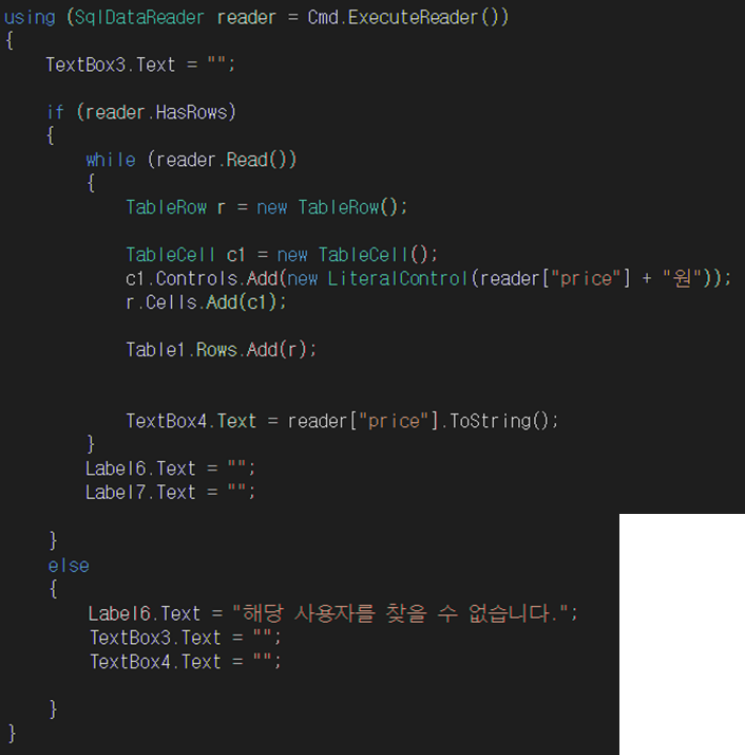 using (SqlDataReader reader = Cmd.ExecuteReader())
{
TextBox3.Text = "";
if (reader.HasRows)
{
while (reader.Read())
{
TableRow r = new TableRow();
TableCell c1 = new TableCell();
c1.Controls.Add(new LiteralControl(reader["price"] + "원"));
r.Cells.Add(c1);
Table1.Rows.Add(r);
TextBox4.Text = reader["price"].ToString();
}
Label6.Text = "";
Label7.Text = "";
}
else
{
Label6.Text = "해당 사용자를 찾을 수 없습니다.";
TextBox3.Text = "";
TextBox4.Text = "";
}
}